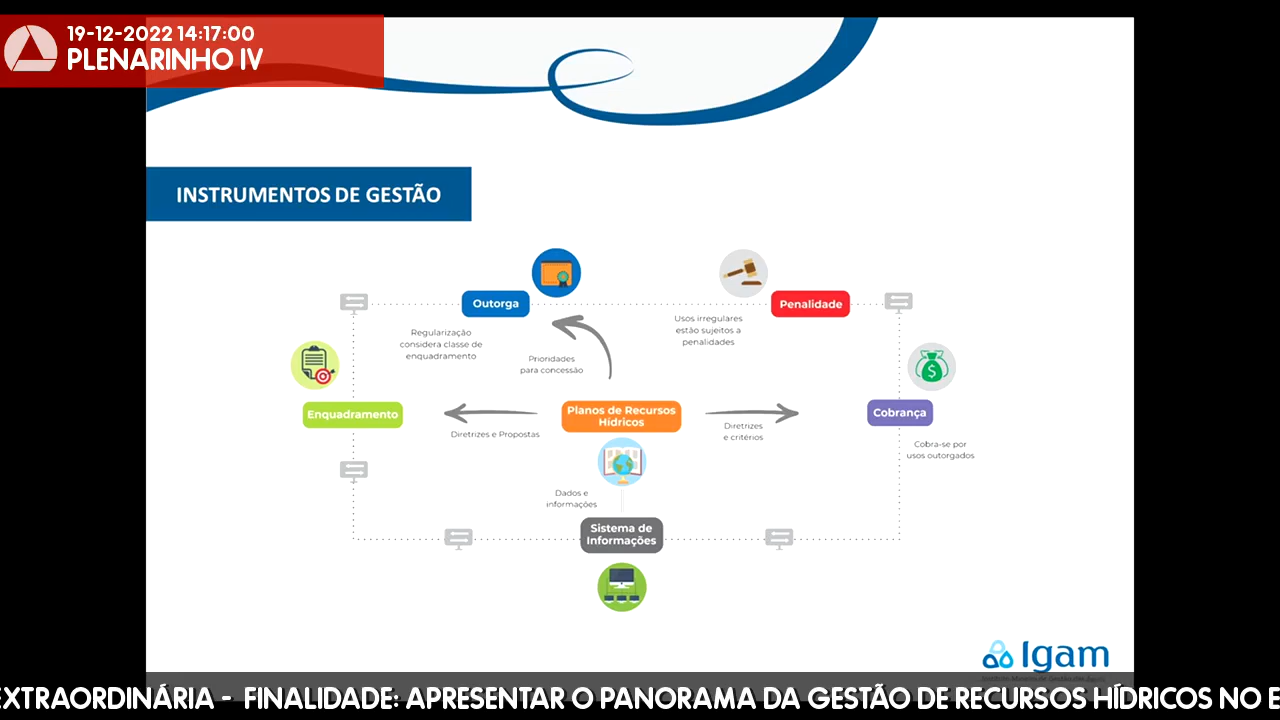 19-12-2022 14:17:00
PLENARINHO IV
INSTRUMENTOS DE GESTÃO
Outorga
Penalidade
Regularização
considera classe de
enquadramento
Prioridades
para concessão
Usos irregulares
estão sujeitos a
penalidades
Enquadramento
Diretrizes e Propostas
Planos de Recursos
Hídricos
Diretrizes
e critérios
Cobrança
Cobra-se por
usos outorgados
Dados e
informações
Sistema de
Informações
Igam
EXTRAORDINÁRIA - FINALIDADE: APRESENTAR O PANORAMA DA GESTÃO DE RECURSOS HÍDRICOS NO E